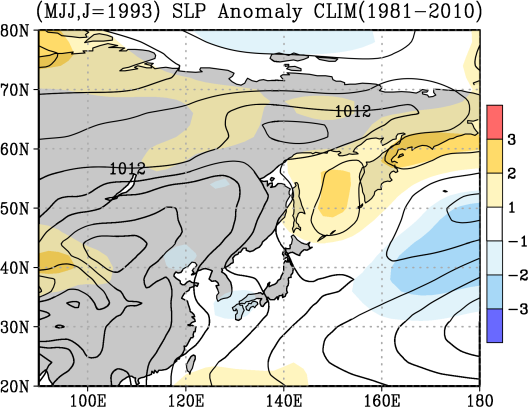 (MJJ,J=1993) SLP Anomaly CLIM(1981−2010)
80N
70N
1012
3
60N
1012
2
50N
1
−1
40N
−2
−3
30N
20N
100E 120E 140E 160E 180